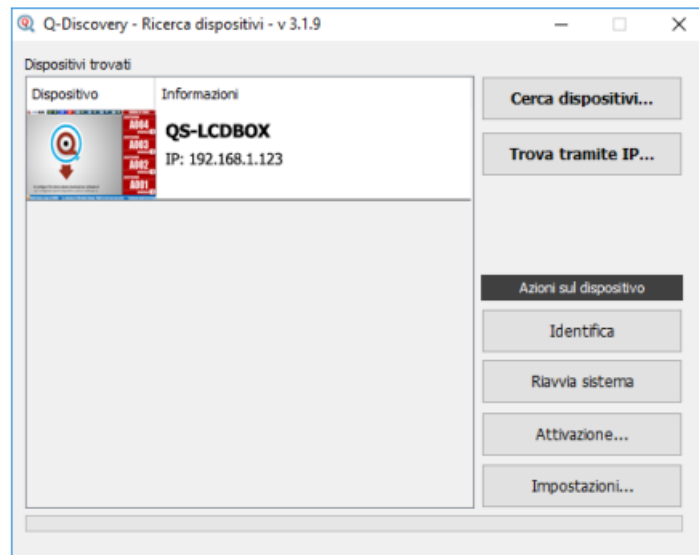 Q-Discovery - Ricerca dispositivi - v 3.1.9
Dispositivi trovati
Dispositivo Informazioni
A004
A003
A002
A001
QS-LCDBOX
IP: 192.168.1.123
Cerca dispositivi...
Trova tramite IP...
Azioni sul dispositivo
Identifica
Riavvia sistema
Attivazione...
Impostazioni...